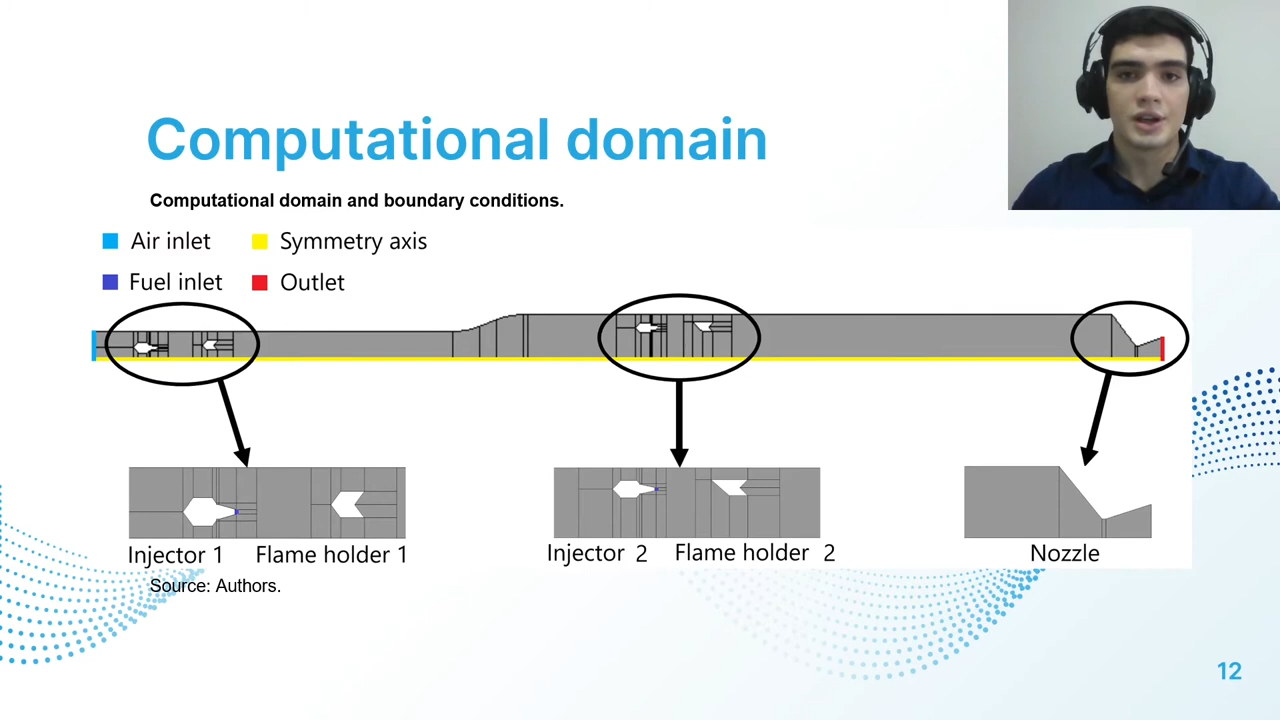 Computational domain
Computational domain and boundary conditions.
Air inlet
Symmetry axis
Fuel inlet
Outlet
Injector 1
Flame holder 1
Injector 2
Flame holder 2
Nozzle
Source: Authors.
12